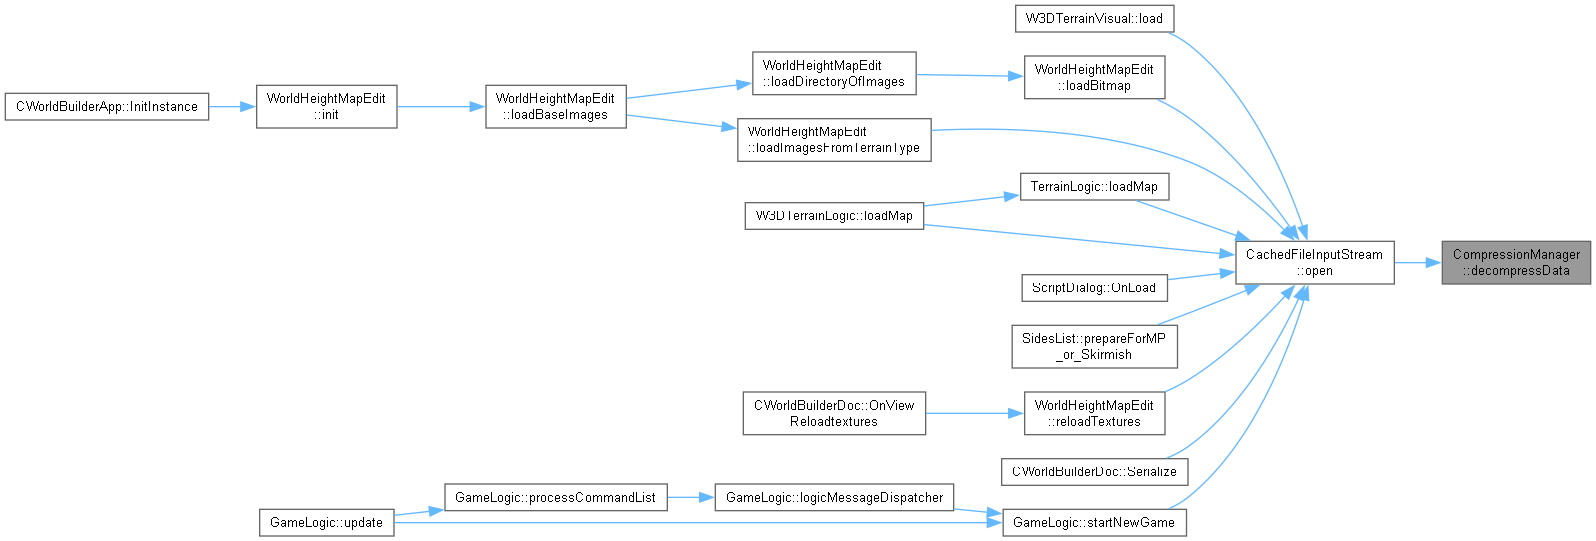 W3DTerrainVisual::load
WorldHeightMapEdit
::loadDirectoryOfImages
WorldHeightMapEdit
::loadBitmap
CWorldBuilderApp::InitInstance
WorldHeightMapEdit
::init
WorldHeightMapEdit
::loadBaseImages
WorldHeightMapEdit
::loadImagesFromTerrainType
TerrainLogic::loadMap
W3DTerrainLogic::loadMap
CachedFileInputStream
::open
CompressionManager
::decompressData
ScriptDialog::OnLoad
SidesList::prepareForMP
_or_Skirmish
CWorldBuilderDoc::OnView
Reloadtextures
WorldHeightMapEdit
::reloadTextures
CWorldBuilderDoc::Serialize
GameLogic::processCommandList
GameLogic::logicMessageDispatcher
GameLogic::update
GameLogic::startNewGame